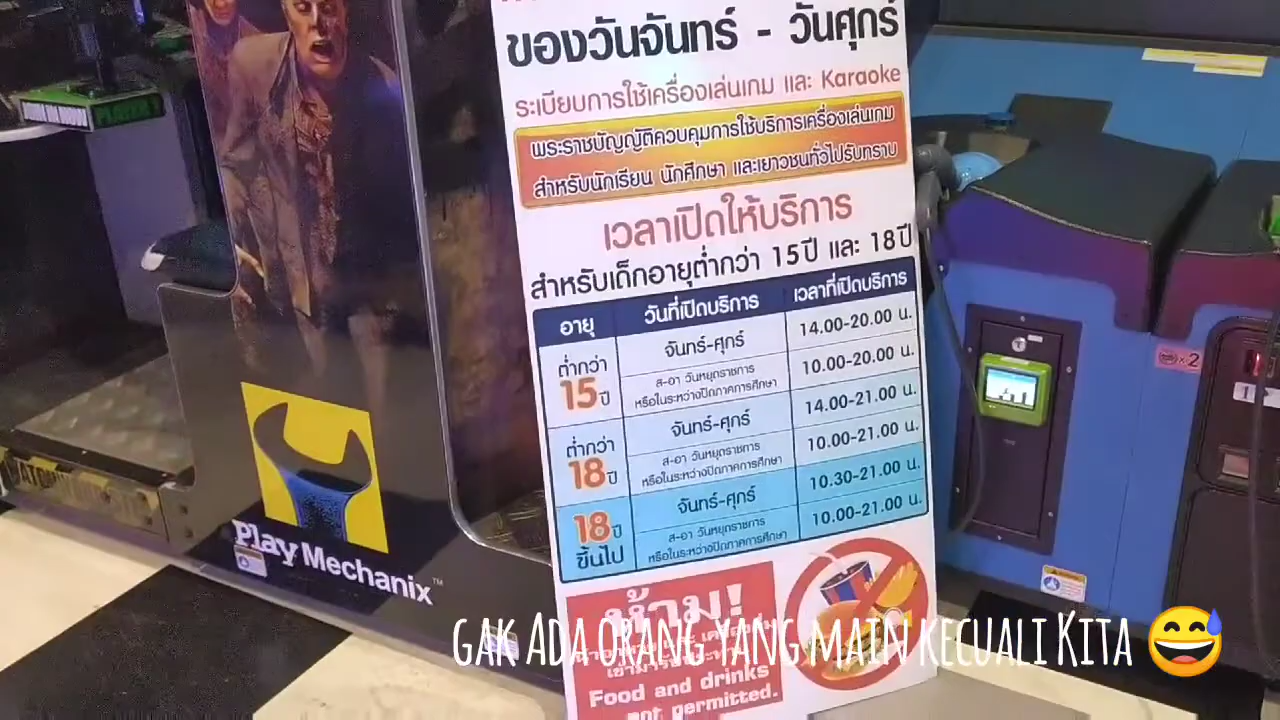 ของวันจันทร์ - วันศุกร์
ระเบียบการใช้เครื่องเล่นเกม และ Karaoke
พระราชบัญญัติควบคุมการใช้บริการเครื่องเล่นเกม
สำหรับนักเรียน นักศึกษา และเยาวชนทั่วไปรับทราบ
เวลาเปิดให้บริการ
สำหรับเด็กอายุต่ำกว่า 15ปี และ 18ปี
อายุ วันที่เปิดบริการ เวลาที่เปิดบริการ
ต่ำกว่า 15 ปี
จันทร์-ศุกร์ 14.00-20.00 น.
ส-อา วันหยุดราชการ
หรือในระหว่างปิดภาคการศึกษา 10.00-20.00 น.
ต่ำกว่า 18 ปี
จันทร์-ศุกร์ 14.00-21.00 น.
ส-อา วันหยุดราชการ
หรือในระหว่างปิดภาคการศึกษา 10.00-21.00 น.
18 ปี ขึ้นไป
จันทร์-ศุกร์ 10.30-21.00 น.
ส-อา วันหยุดราชการ
หรือในระหว่างปิดภาคการศึกษา 10.00-21.00 น.
ห้าม!
Food and drinks
not permitted.
Play Mechanix™
PLAYER 2
x2
gak Ada orang yang main kecuali Kita 😅